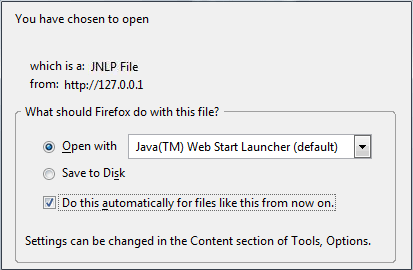 You have chosen to open
which is a: JNLP File
from: http://127.0.0.1
What should Firefox do with this file?
Open with Java(TM) Web Start Launcher (default)
Save to Disk
Do this automatically for files like this from now on.
Settings can be changed in the Content section of Tools, Options.